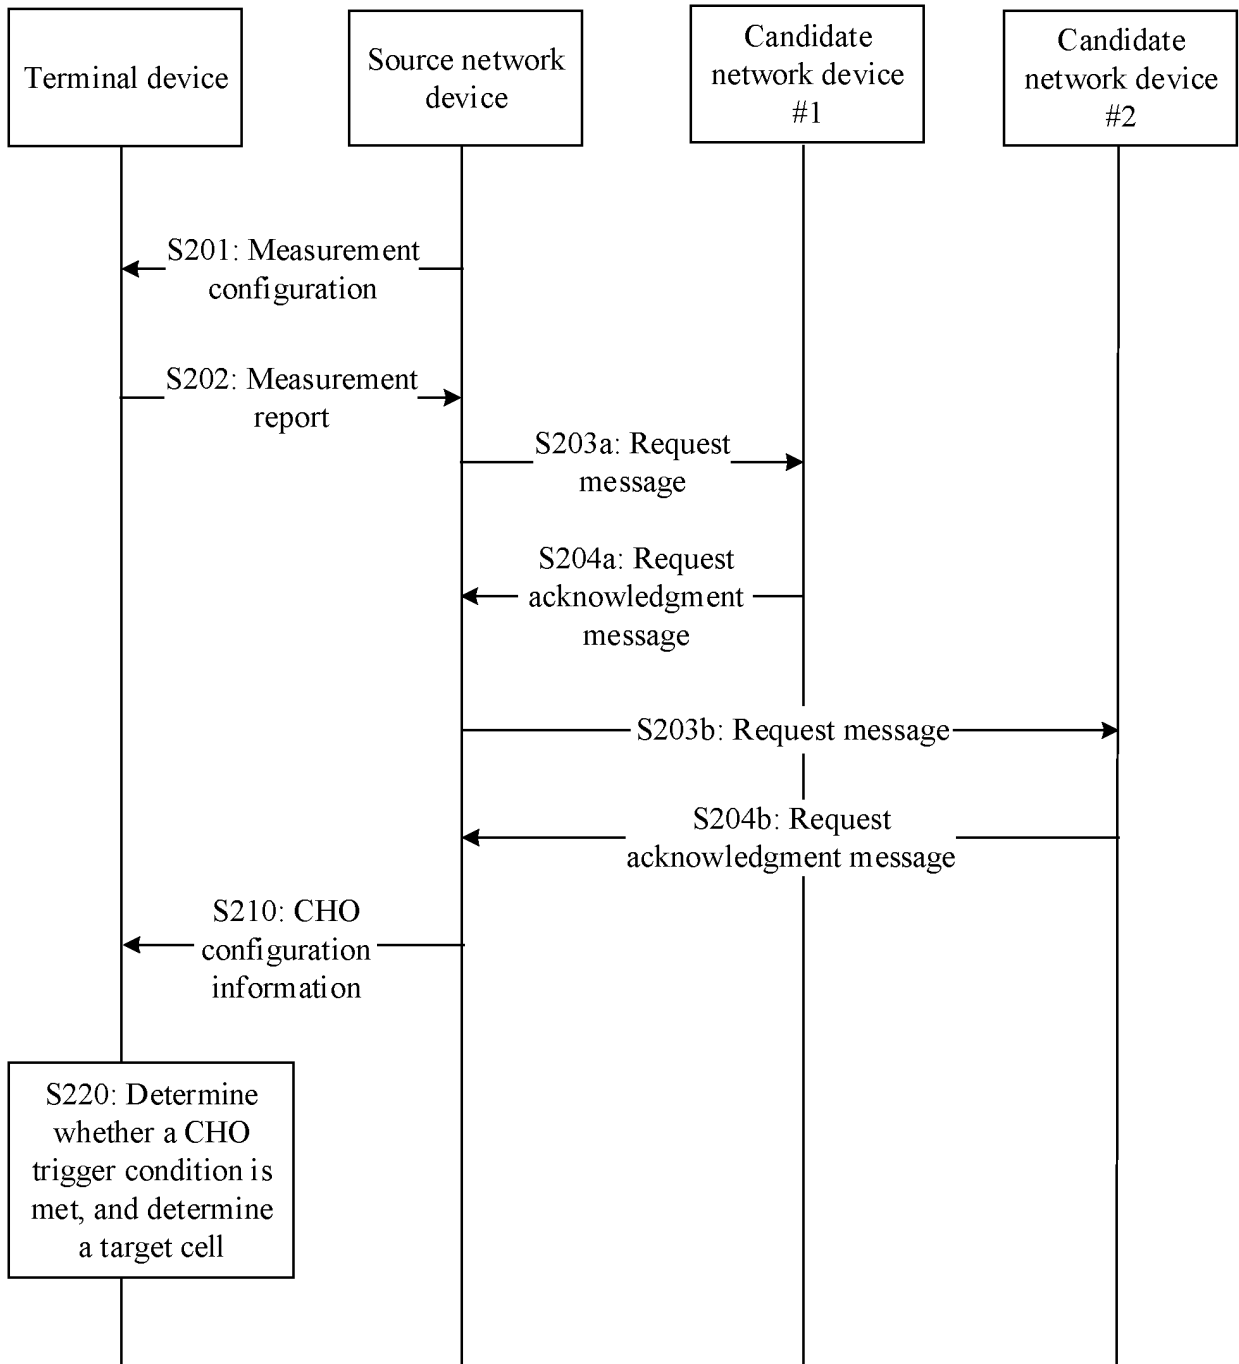 Terminal device
Source network
device
Candidate
network device
#1
Candidate
network device
#2
S201: Measurement
configuration
S202: Measurement
report
S203a: Request
message
S204a: Request
acknowledgment
message
S203b: Request message
S204b: Request
acknowledgment message
S210: CHO
configuration
information
S220: Determine
whether a CHO
trigger condition is
met, and determine
a target cell